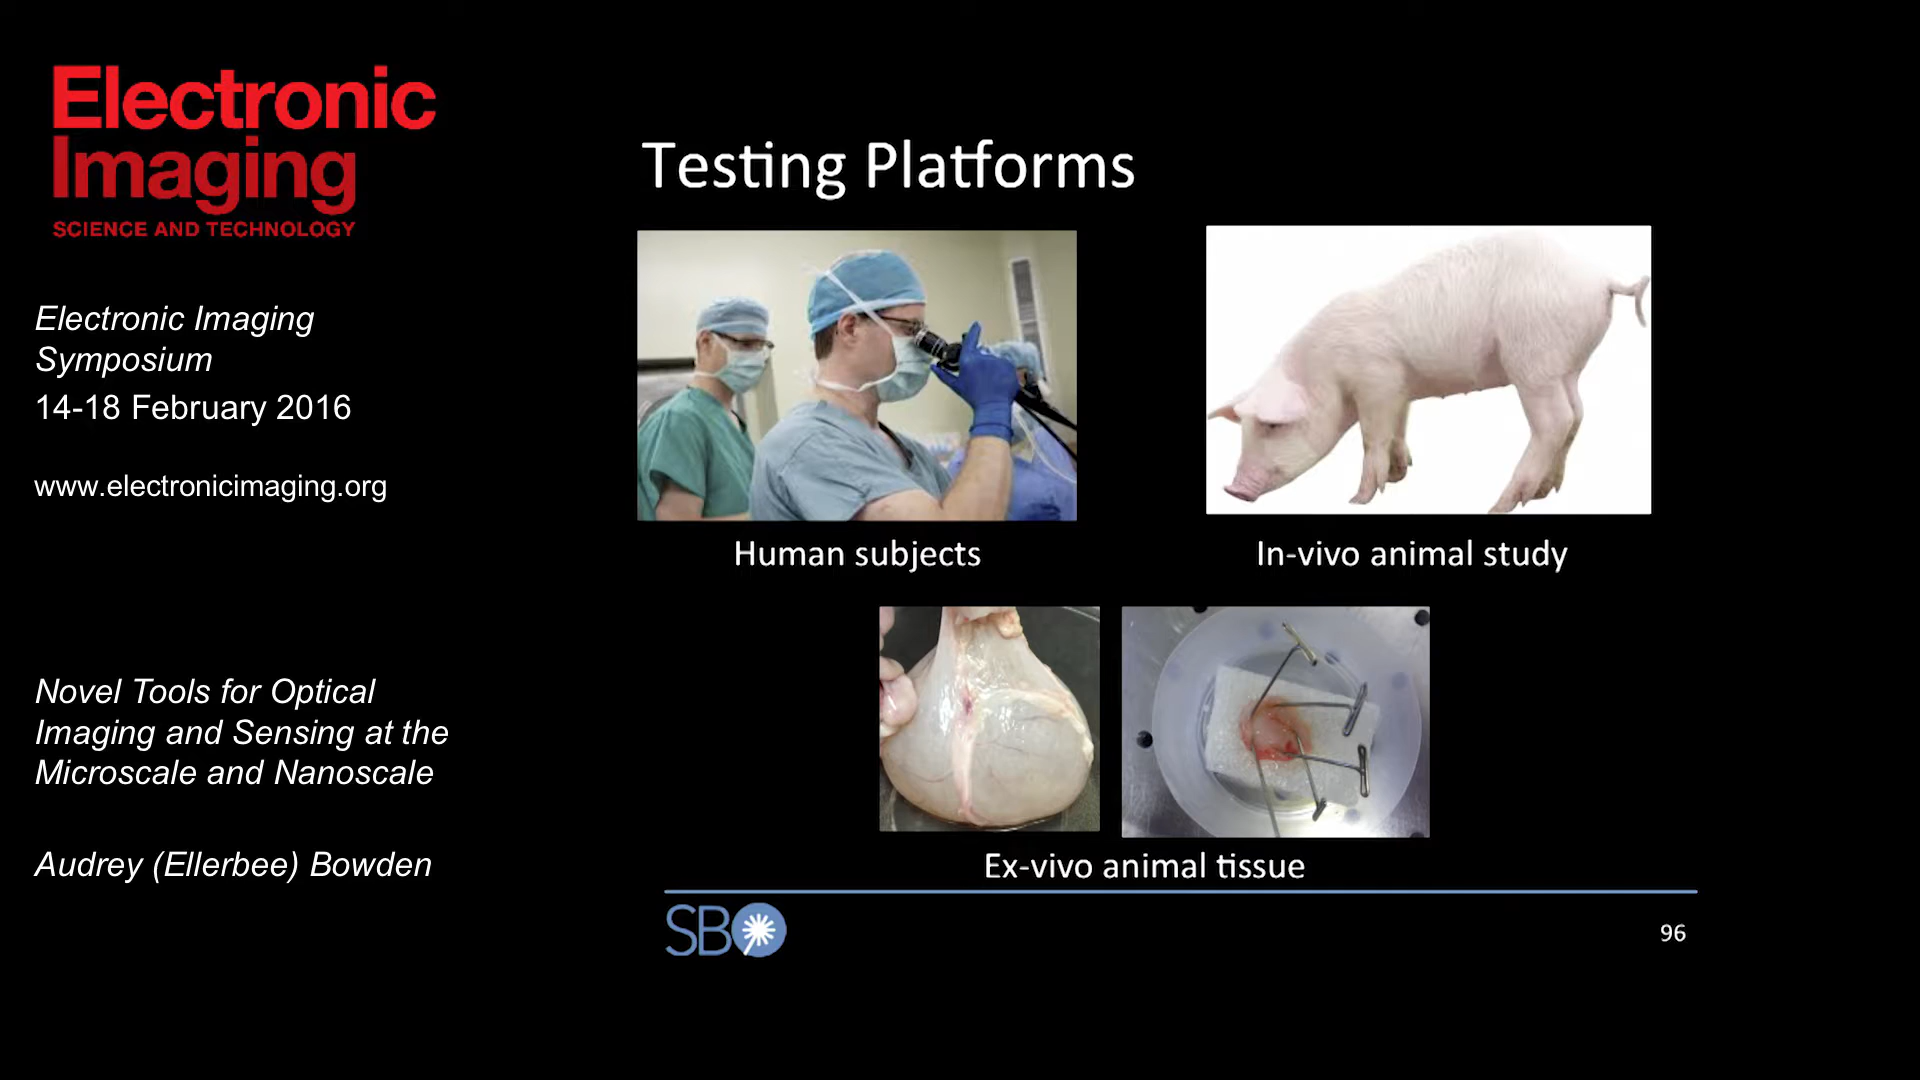 Electronic
Imaging
SCIENCE AND TECHNOLOGY
Electronic Imaging
Symposium
14-18 February 2016
www.electronicimaging.org
Novel Tools for Optical
Imaging and Sensing at the
Microscale and Nanoscale
Audrey (Ellerbee) Bowden
Testing Platforms
Human subjects
In-vivo animal study
Ex-vivo animal tissue
SBO
96